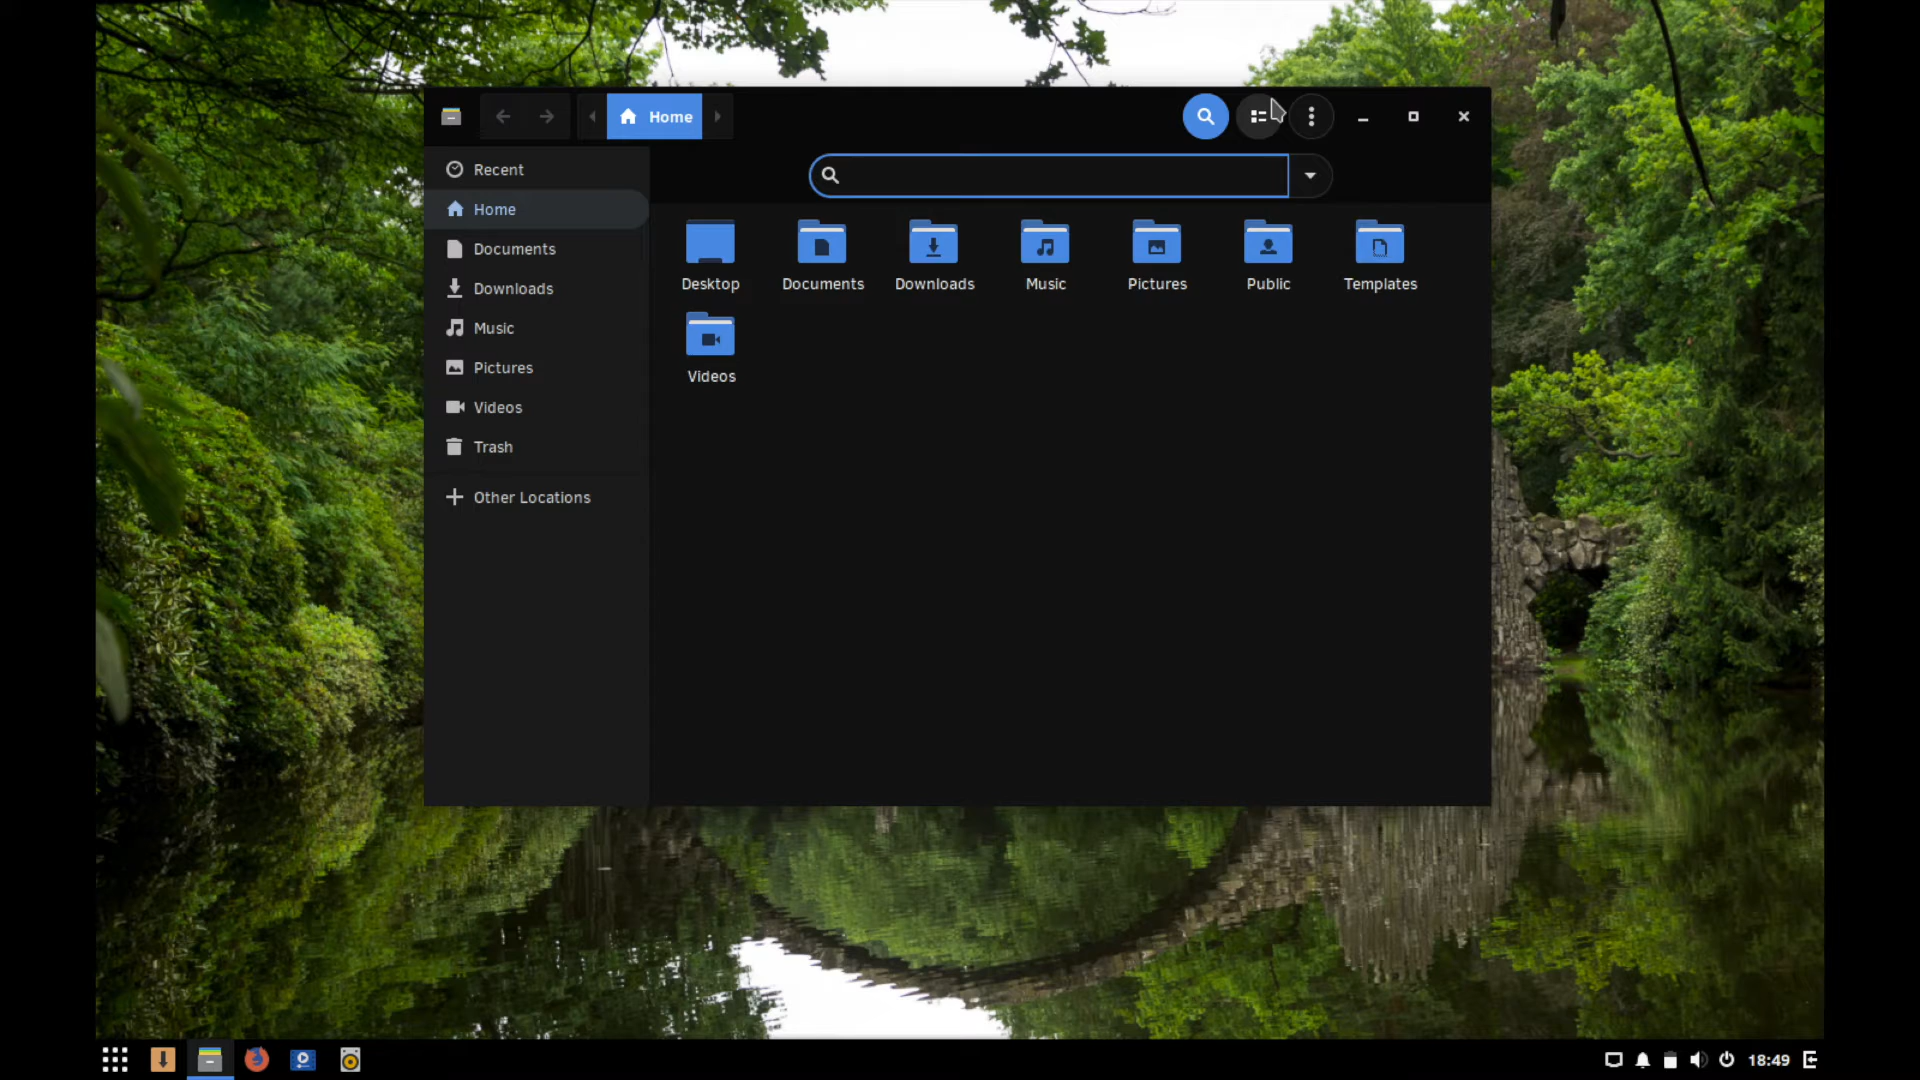 Home
Recent
Home
Documents
Downloads
Music
Pictures
Videos
Trash
Other Locations
Desktop
Documents
Downloads
Music
Pictures
Public
Templates
Videos
18:49